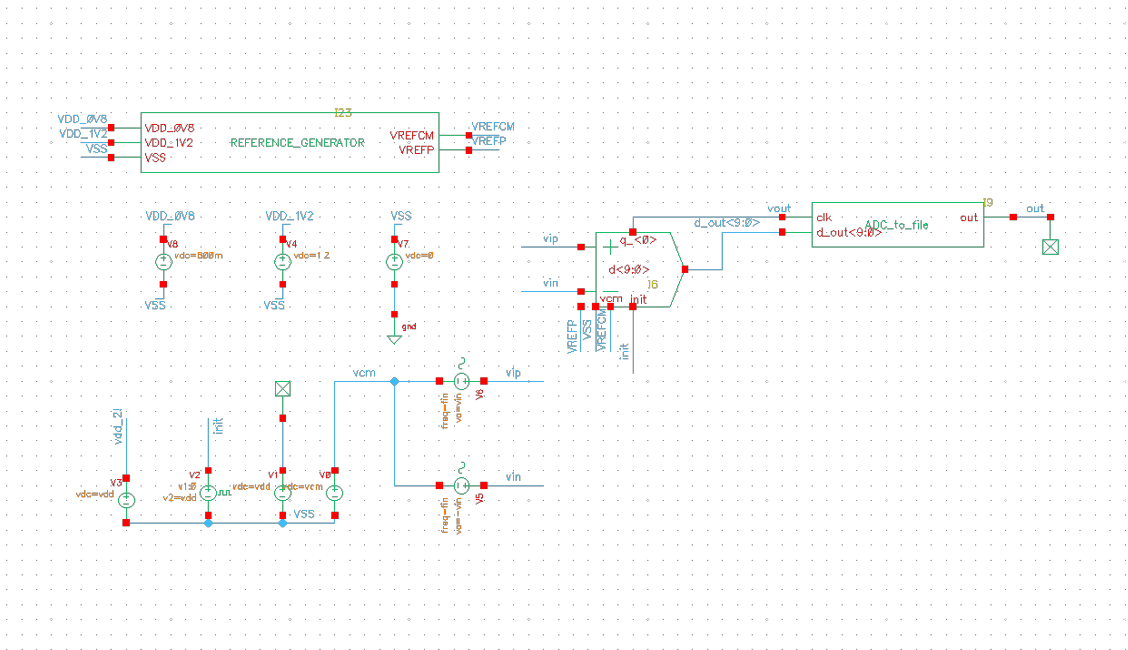 I23
VDD_0V8
VDD_0V8
VDD_1V2
VDD_1V2
VSS
VSS
REFERENCE_GENERATOR
VREFCM
VREFCM
VREFP
VREFP
VDD_0V8
VDD_1V2
VSS
V8
vdc=800m
V4
vdc=1.2
V7
vdc=0
VSS
VSS
gnd
vip
vin
q_<0>
d<9:0>
I6
vcm
init
VREFP
VSS
VREFCM
init
d_out<9:0>
vout
I9
clk
d_out<9:0>
ADC_to_file
out
out
vcm
vip
V6
freq=fin
va=vin
vin
V5
freq=fin
va=-vin
vdd_2!
init
V3
vdc=vdd
V2
v1:0
v2=vdd
V1
vdc=vdd
V0
vdc=vcm
VSS